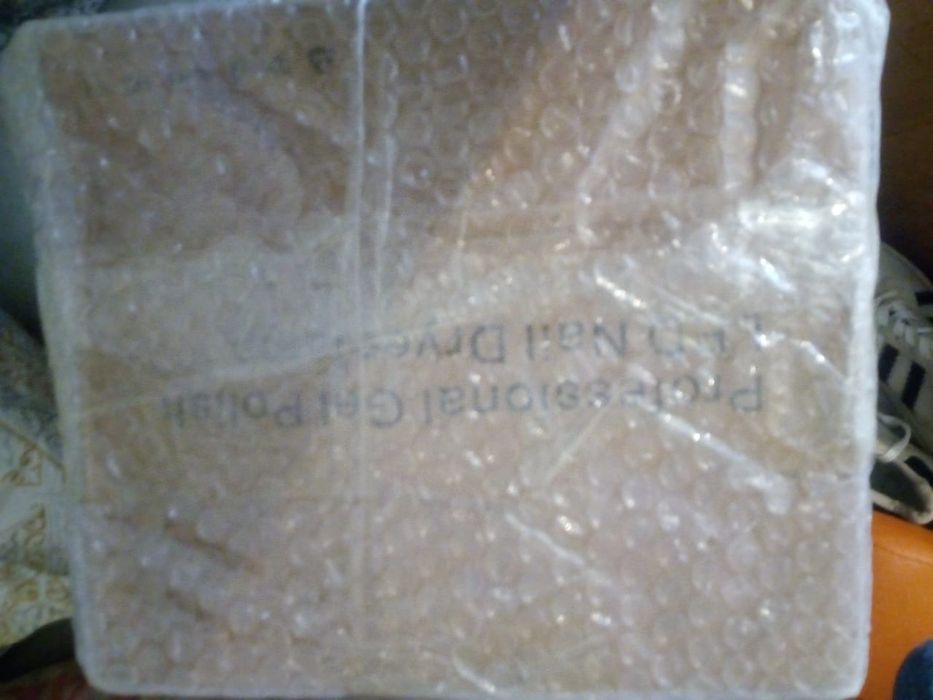 Professional Gel Polish
LED Nail Dryer